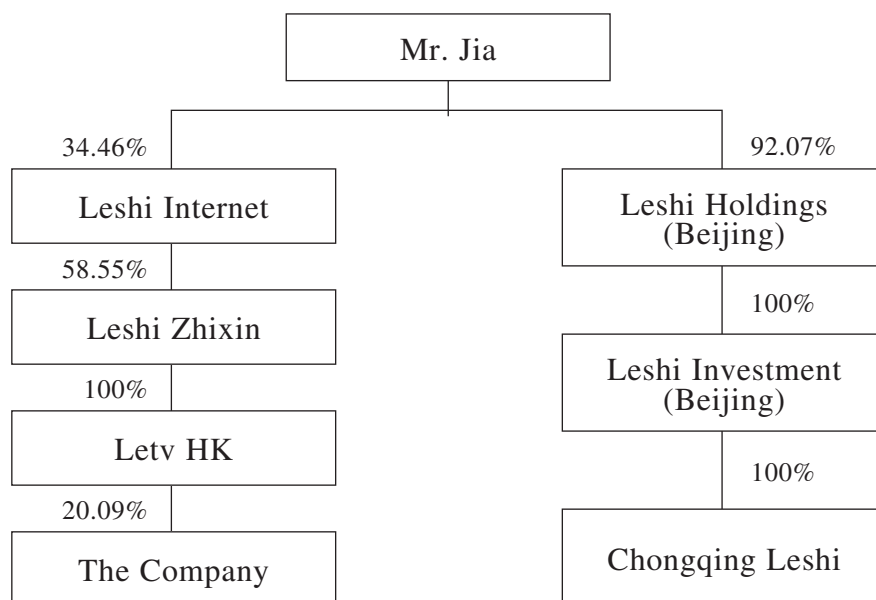 Mr. Jia
34.46%
92.07%
Leshi Internet
Leshi Holdings
(Beijing)
58.55%
100%
Leshi Zhixin
Leshi Investment
(Beijing)
100%
100%
Letv HK
20.09%
The Company
Chongqing Leshi